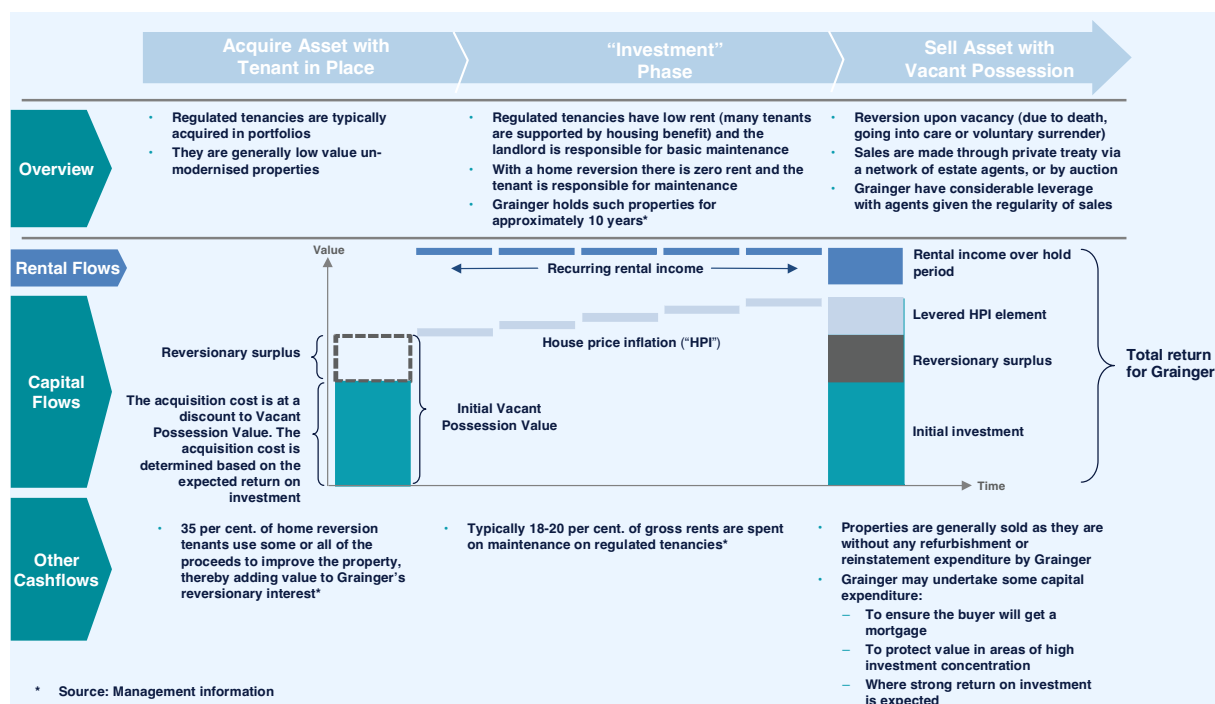 Acquire Asset with
Tenant in Place
“Investment”
Phase
Sell Asset with
Vacant Possession
Overview
• Regulated tenancies are typically
acquired in portfolios
• They are generally low value un-
modernised properties
• Regulated tenancies have low rent (many tenants
are supported by housing benefit) and the
landlord is responsible for basic maintenance
• With a home reversion there is zero rent and the
tenant is responsible for maintenance
• Grainger holds such properties for
approximately 10 years*
• Reversion upon vacancy (due to death,
going into care or voluntary surrender)
• Sales are made through private treaty via
a network of estate agents, or by auction
• Grainger have considerable leverage
with agents given the regularity of sales
Rental Flows
Value
Recurring rental income
Rental income over hold
period
Capital
Flows
Reversionary surplus
The acquisition cost is at a
discount to Vacant
Possession Value. The
acquisition cost is
determined based on the
expected return on
investment
Initial Vacant
Possession Value
House price inflation (“HPI”)
Levered HPI element
Reversionary surplus
Initial investment
Total return
for Grainger
Time
Other
Cashflows
• 35 per cent. of home reversion
tenants use some or all of the
proceeds to improve the property,
thereby adding value to Grainger’s
reversionary interest*
• Typically 18-20 per cent. of gross rents are spent
on maintenance on regulated tenancies*
• Properties are generally sold as they are
without any refurbishment or
reinstatement expenditure by Grainger
• Grainger may undertake some capital
expenditure:
– To ensure the buyer will get a
mortgage
– To protect value in areas of high
investment concentration
– Where strong return on investment
is expected
* Source: Management information